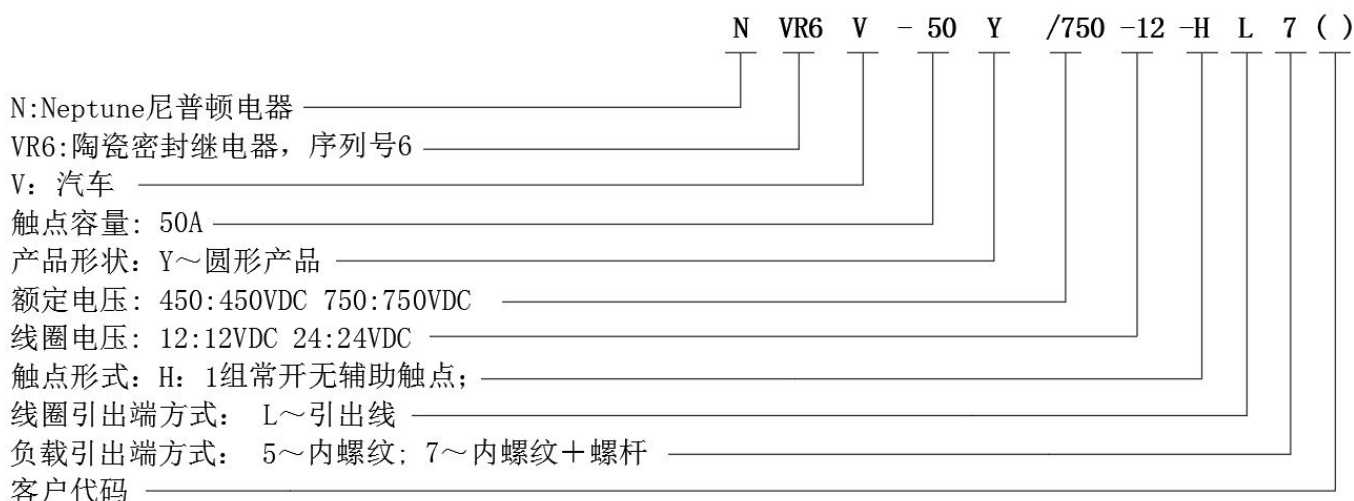 N VR6 V - 50 Y /750 -12 -H L 7 ( )
N:Neptune尼普顿电器
VR6:陶瓷密封继电器，序列号6
V：汽车
触点容量: 50A
产品形状：Y～圆形产品
额定电压: 450:450VDC 750:750VDC
线圈电压: 12:12VDC 24:24VDC
触点形式：H：1组常开无辅助触点；
线圈引出端方式： L～引出线
负载引出端方式： 5～内螺纹; 7～内螺纹＋螺杆
客户代码